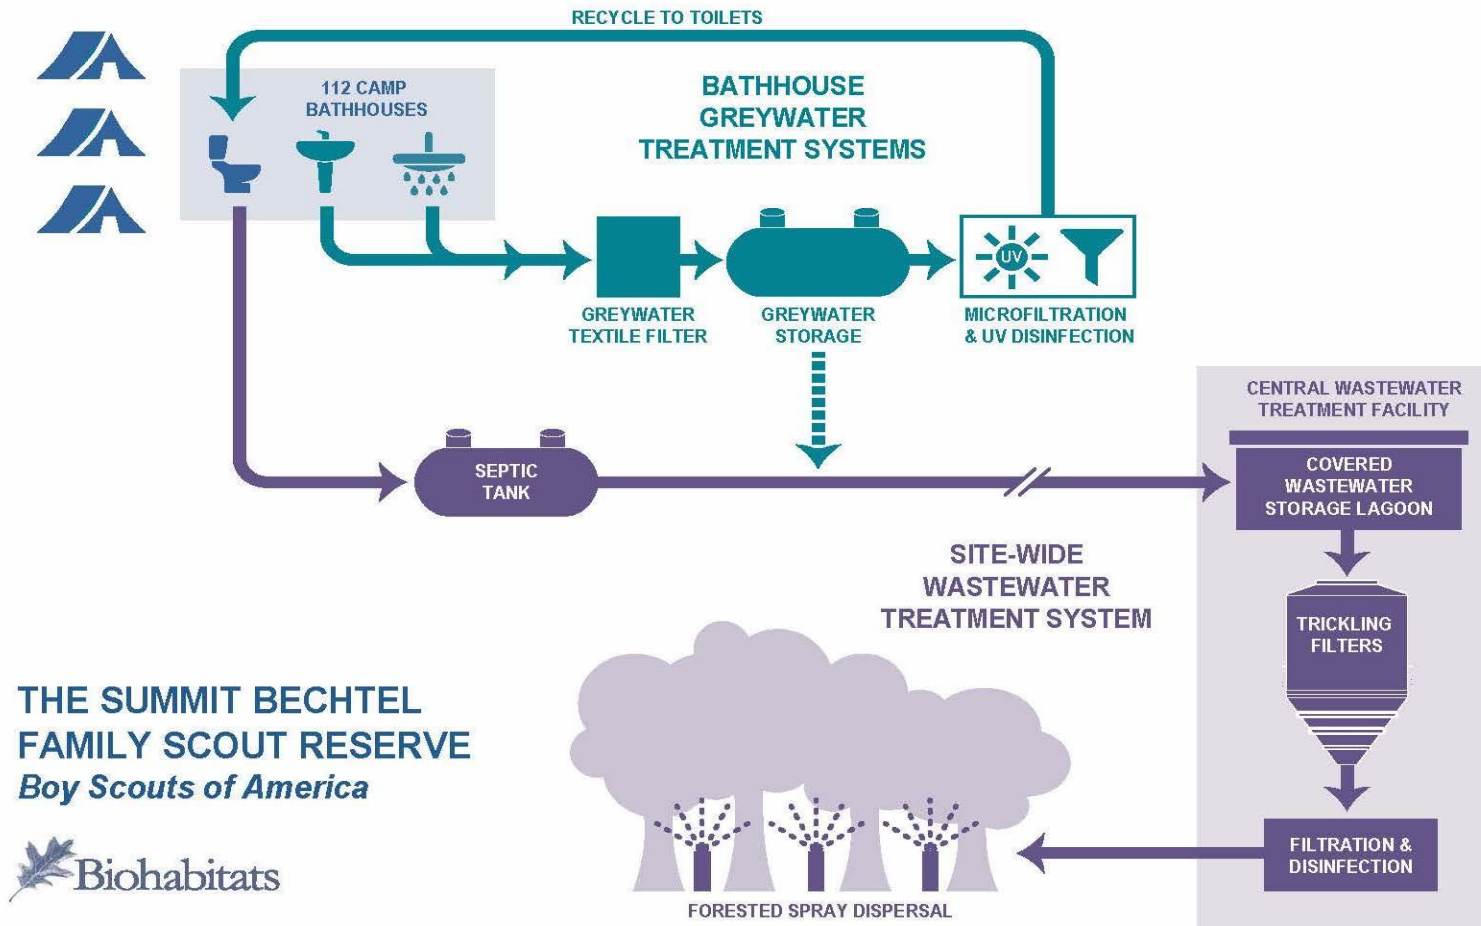 RECYCLE TO TOILETS
112 CAMP
BATHHOUSES
BATHHOUSE
GREYWATER
TREATMENT SYSTEMS
UV
GREYWATER
TEXTILE FILTER
GREYWATER
STORAGE
MICROFILTRATION
& UV DISINFECTION
CENTRAL WASTEWATER
TREATMENT FACILITY
SEPTIC
TANK
COVERED
WASTEWATER
STORAGE LAGOON
SITE-WIDE
WASTEWATER
TREATMENT SYSTEM
TRICKLING
FILTERS
THE SUMMIT BECHTEL
FAMILY SCOUT RESERVE
Boy Scouts of America
FILTRATION &
DISINFECTION
Biohabitats
FORESTED SPRAY DISPERSAL